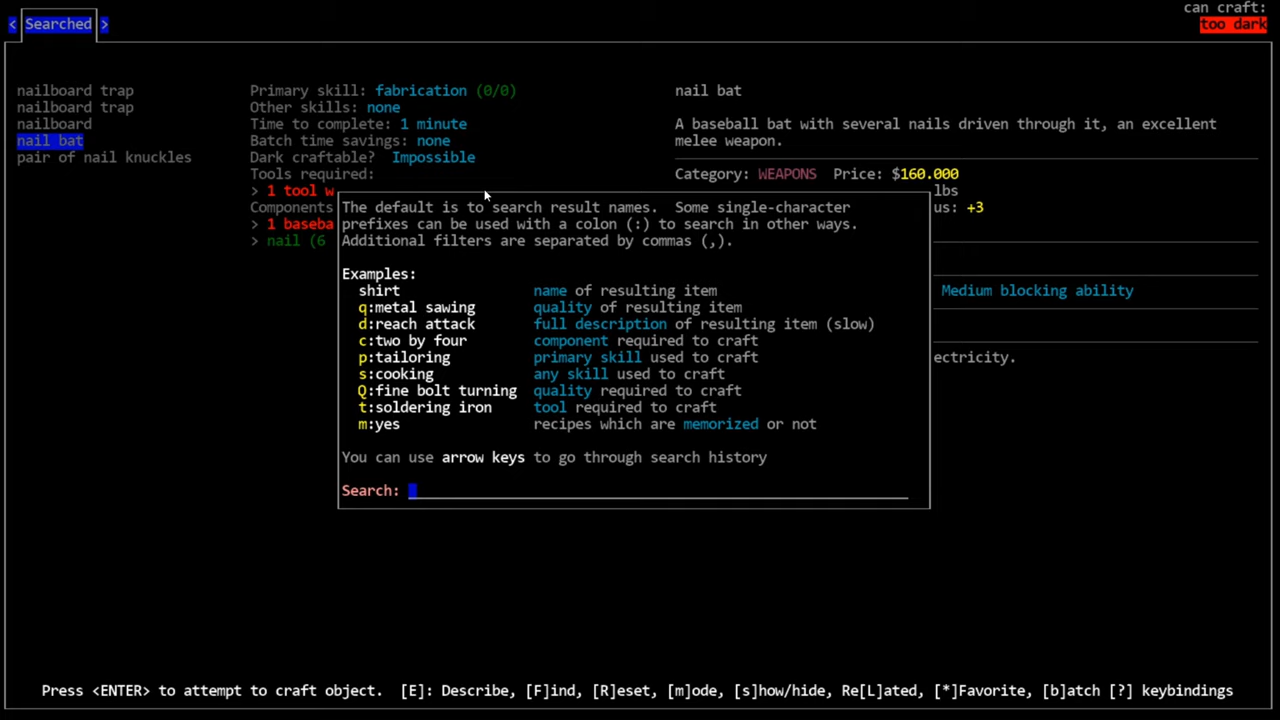 can craft:
< Searched >
too dark
nailboard trap
nailboard trap
nailboard
nail bat
pair of nail knuckles
Primary skill: fabrication (0/0)
Other skills: none
Time to complete: 1 minute
Batch time savings: none
Dark craftable? Impossible
Tools required:
> 1 tool w
Components
> 1 baseba
> nail (6
nail bat
A baseball bat with several nails driven through it, an excellent
melee weapon.
Category: WEAPONS Price: $160.000
lbs
us: +3
Medium blocking ability
ectricity.
The default is to search result names. Some single-character
prefixes can be used with a colon (:) to search in other ways.
Additional filters are separated by commas (,).
Examples:
shirt name of resulting item
q:metal sawing quality of resulting item
d:reach attack full description of resulting item (slow)
c:two by four component required to craft
p:tailoring primary skill used to craft
s:cooking any skill used to craft
Q:fine bolt turning quality required to craft
t:soldering iron tool required to craft
m:yes recipes which are memorized or not
You can use arrow keys to go through search history
Search:
Press <ENTER> to attempt to craft object. [E]: Describe, [F]ind, [R]eset, [m]ode, [s]how/hide, Re[L]ated, [*]Favorite, [b]atch [?] keybindings